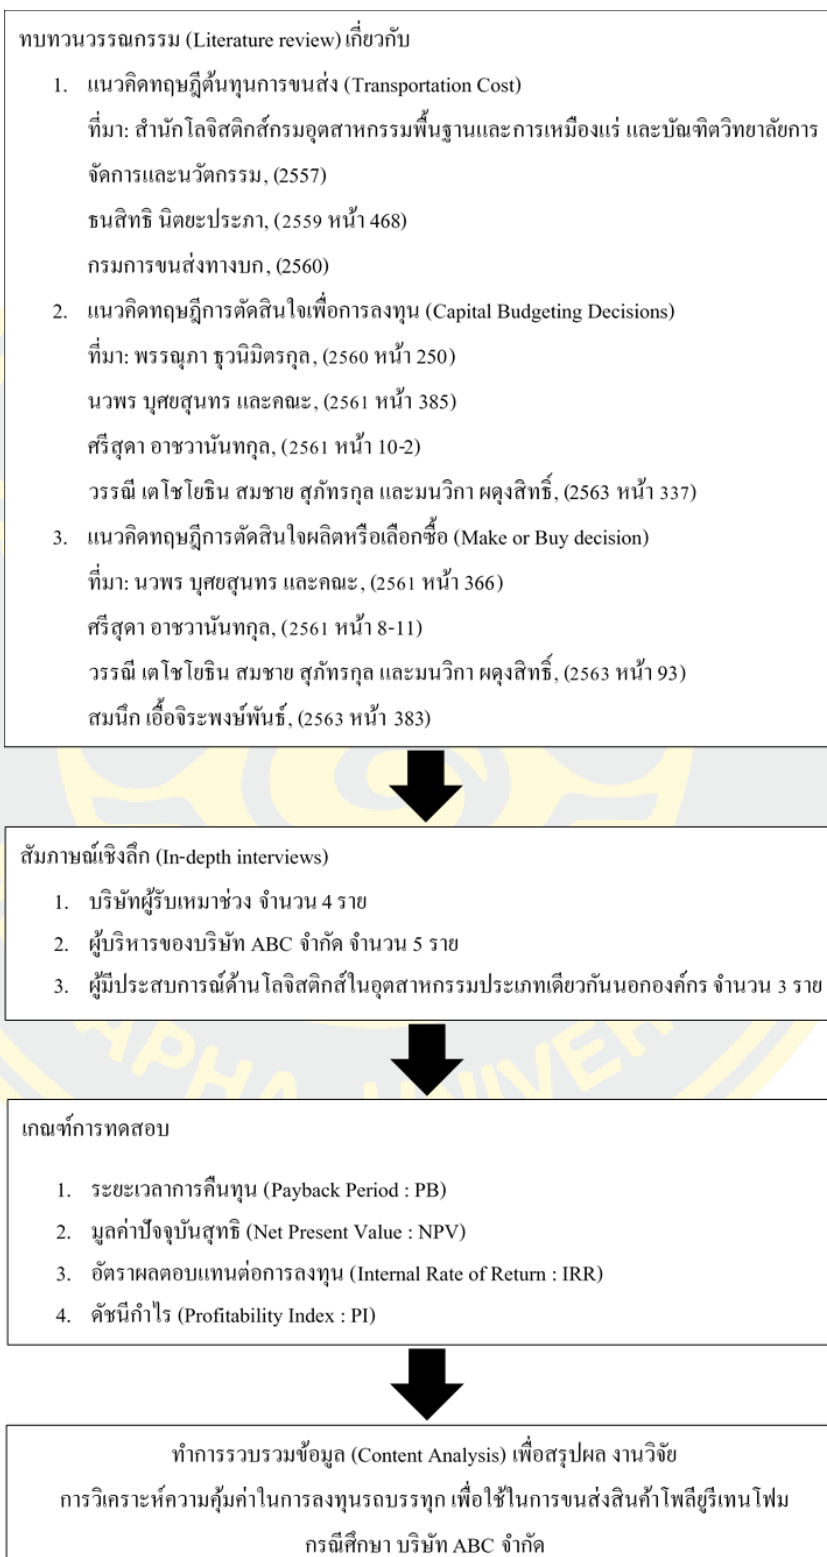 ทบทวนวรรณกรรม (Literature review) เกี่ยวกับ
1. แนวคิดทฤษฎีต้นทุนการขนส่ง (Transportation Cost)
ที่มา: สำนักโลจิสติกส์กรมอุตสาหกรรมพื้นฐานและการเหมืองแร่ และบัณฑิตวิทยาลัยการ
จัดการและนวัตกรรม, (2557)
ธนสิทธิ นิตยะประภา, (2559 หน้า 468)
กรมการขนส่งทางบก, (2560)
2. แนวคิดทฤษฎีการตัดสินใจเพื่อการลงทุน (Capital Budgeting Decisions)
ที่มา: พรรณุภา ธุวนิมิตรกุล, (2560 หน้า 250)
นวพร บุศยสุนทร และคณะ, (2561 หน้า 385)
ศรีสุดา อาชวานันทกุล, (2561 หน้า 10-2)
วรรณี เตโชโยธิน สมชาย สุภัทรกุล และมนวิกา ผดุงสิทธิ์, (2563 หน้า 337)
3. แนวคิดทฤษฎีการตัดสินใจผลิตหรือเลือกซื้อ (Make or Buy decision)
ที่มา: นวพร บุศยสุนทร และคณะ, (2561 หน้า 366)
ศรีสุดา อาชวานันทกุล, (2561 หน้า 8-11)
วรรณี เตโชโยธิน สมชาย สุภัทรกุล และมนวิกา ผดุงสิทธิ์, (2563 หน้า 93)
สมนึก เอื้อจิระพงษ์พันธ์, (2563 หน้า 383)
สัมภาษณ์เชิงลึก (In-depth interviews)
1. บริษัทผู้รับเหมาช่วง จำนวน 4 ราย
2. ผู้บริหารของบริษัท ABC จำกัด จำนวน 5 ราย
3. ผู้มีประสบการณ์ด้านโลจิสติกส์ในอุตสาหกรรมประเภทเดียวกันนอกองค์กร จำนวน 3 ราย
APHA UNIVER
เกณฑ์การทดสอบ
1. ระยะเวลาการคืนทุน (Payback Period : PB)
2. มูลค่าปัจจุบันสุทธิ (Net Present Value : NPV)
3. อัตราผลตอบแทนต่อการลงทุน (Internal Rate of Return : IRR)
4. ดัชนีกำไร (Profitability Index : PI)
ทำการรวบรวมข้อมูล (Content Analysis) เพื่อสรุปผล งานวิจัย
การวิเคราะห์ความคุ้มค่าในการลงทุนรถบรรทุก เพื่อใช้ในการขนส่งสินค้าโพลียูรีเทนโฟม
กรณีศึกษา บริษัท ABC จำกัด